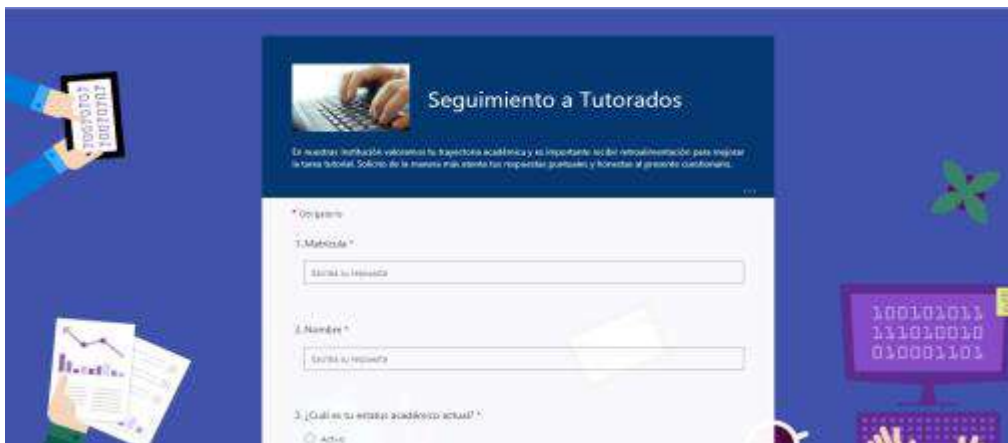 Seguimiento a Tutorados
En nuestras institución valoramos tu trayectoria académica y es importante recibir retroalimentación para mejorar
la tarea tutorial. Solicito de la manera más atenta tus respuestas puntuales y honestas al presente cuestionario.
* Obligatorio
1. Matrícula *
Escriba su respuesta
2. Nombre *
Escriba su respuesta
3. ¿Cuál es tu estatus académico actual? *
Activo
100101011
111010010
010001101